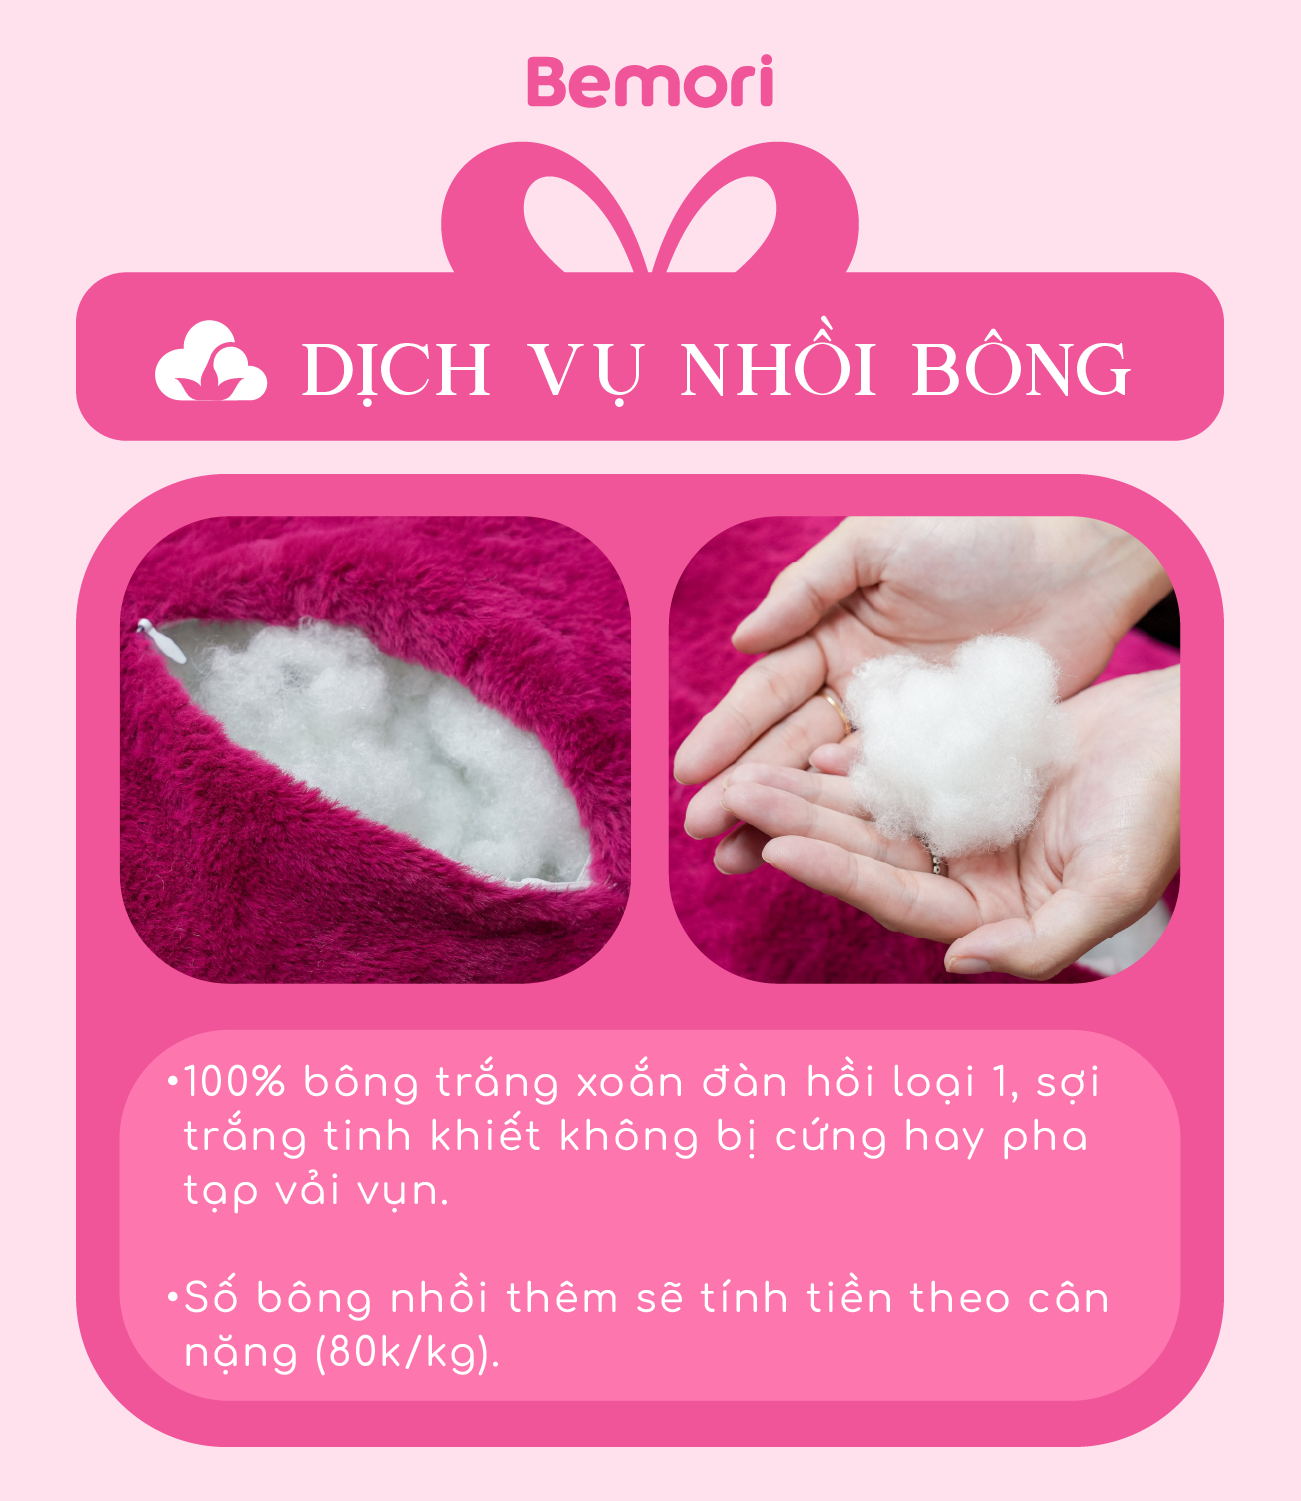 Bemori
DỊCH VỤ NHỒI BÔNG
•100% bông trắng xoắn đàn hồi loại 1, sợi
trắng tinh khiết không bị cứng hay pha
tạp vải vụn.
•Số bông nhồi thêm sẽ tính tiền theo cân
nặng (80k/kg).